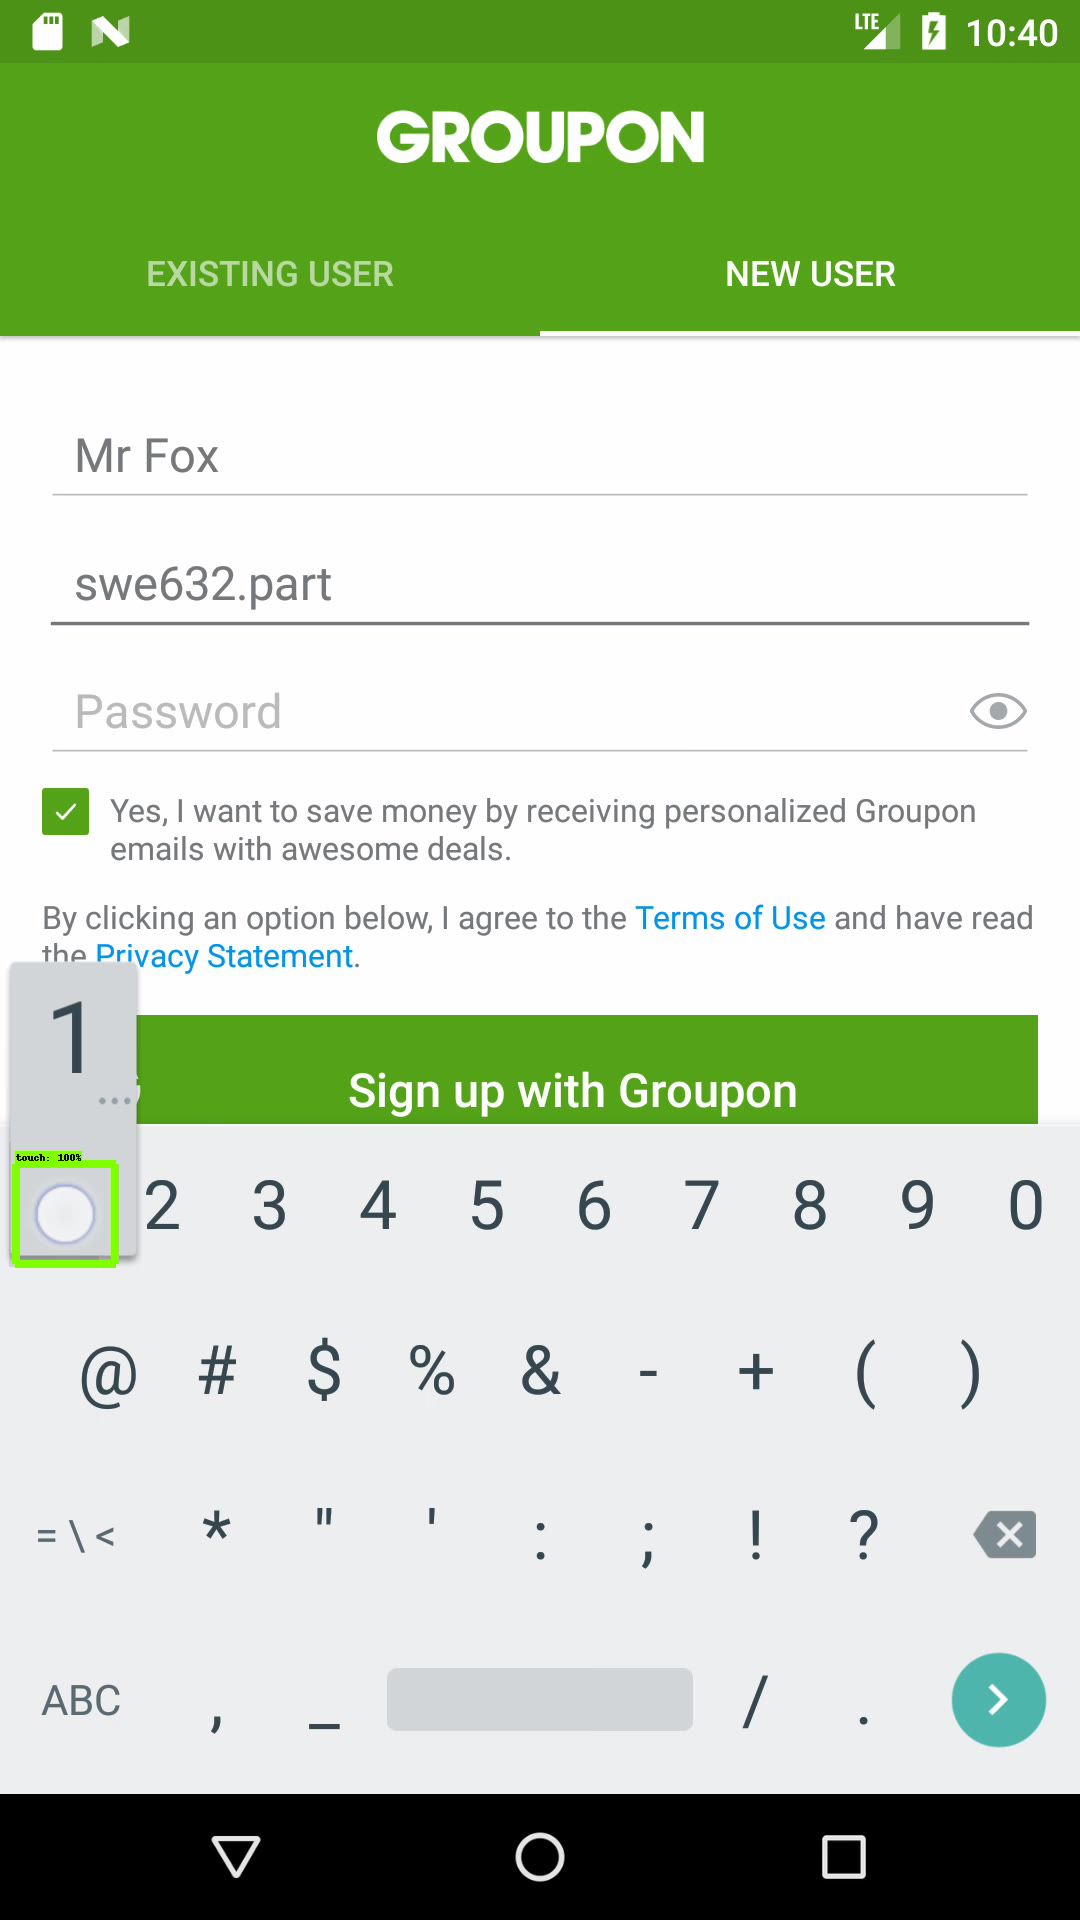 LTE 10:40
GROUPON
EXISTING USER NEW USER
Mr Fox
swe632.part
Password
Yes, I want to save money by receiving personalized Groupon
emails with awesome deals.
By clicking an option below, I agree to the Terms of Use and have read
the Privacy Statement.
Sign up with Groupon
1
...
touch: 100%
2 3 4 5 6 7 8 9 0
@ # $ % & - + ( )
= \ < * " ' : ; ! ?
ABC , _ / .